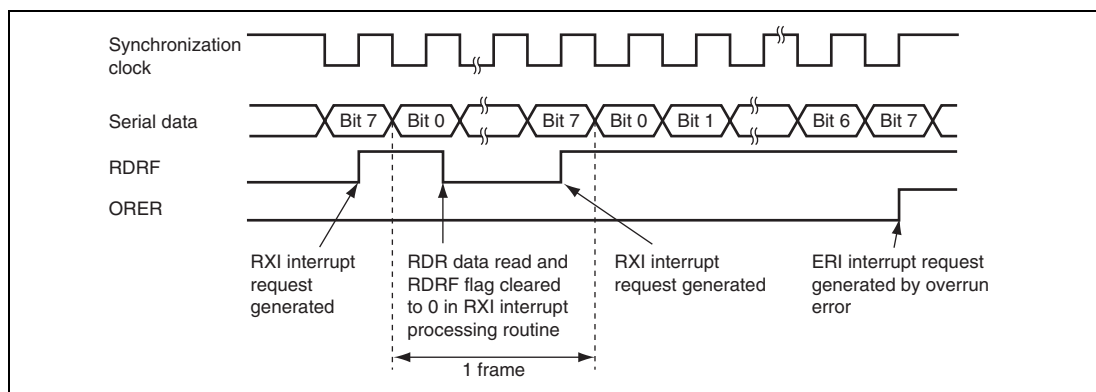 Synchronization
clock
Serial data
Bit 7 Bit 0 Bit 7 Bit 0 Bit 1 Bit 6 Bit 7
RDRF
ORER
RXI interrupt
request
generated
RDR data read and
RDRF flag cleared
to 0 in RXI interrupt
processing routine
RXI interrupt
request generated
ERI interrupt request
generated by overrun
error
1 frame